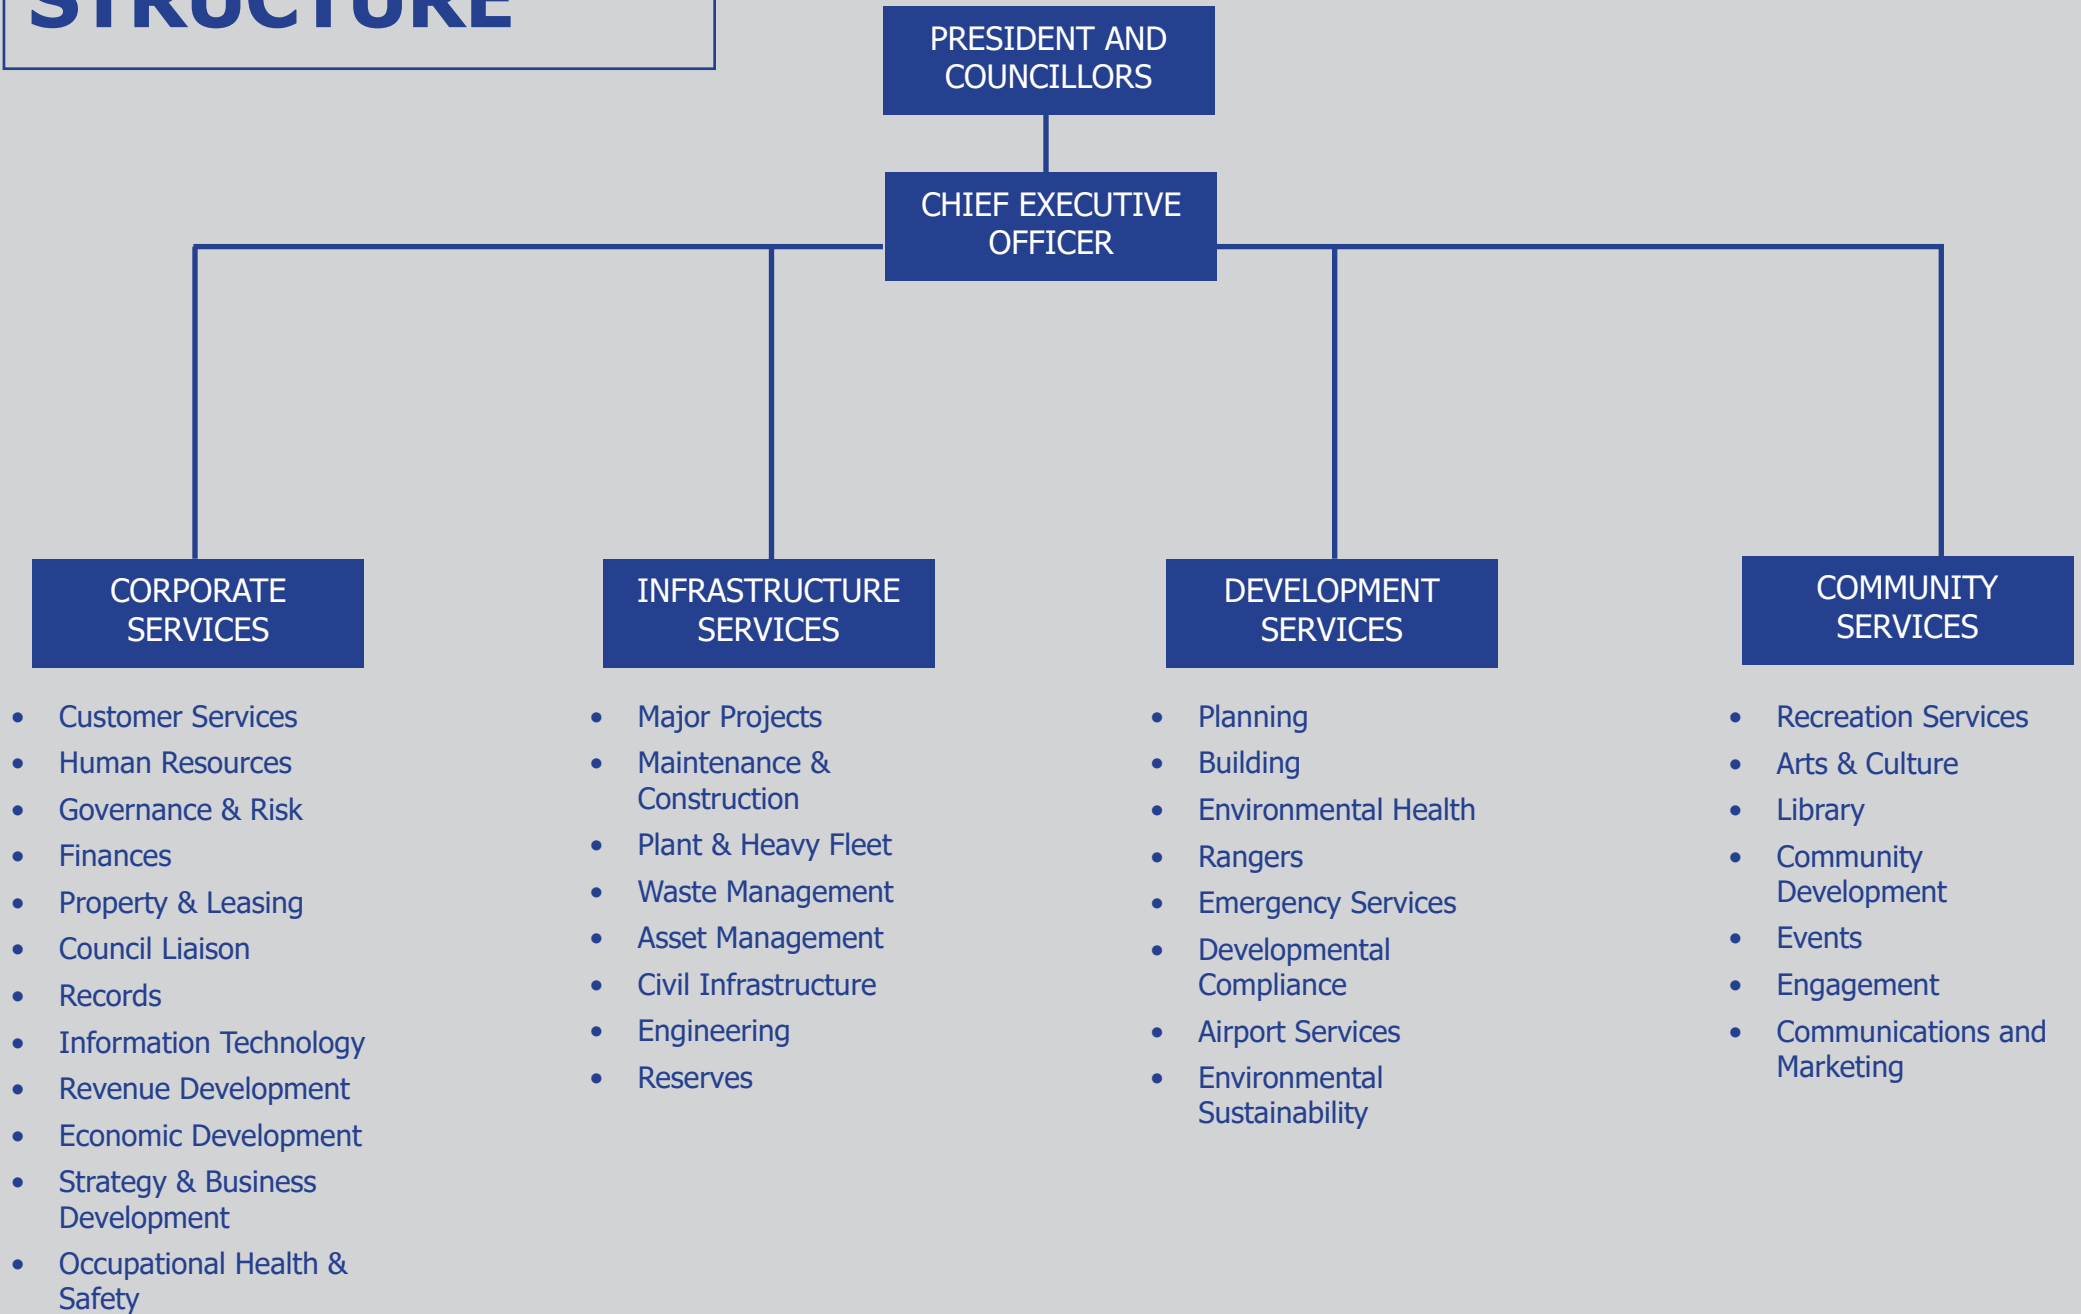 STRUCTURE
PRESIDENT AND
COUNCILLORS
CHIEF EXECUTIVE
OFFICER
CORPORATE
SERVICES
• Customer Services
• Human Resources
• Governance & Risk
• Finances
• Property & Leasing
• Council Liaison
• Records
• Information Technology
• Revenue Development
• Economic Development
• Strategy & Business
Development
• Occupational Health &
Safety
INFRASTRUCTURE
SERVICES
• Major Projects
• Maintenance &
Construction
• Plant & Heavy Fleet
• Waste Management
• Asset Management
• Civil Infrastructure
• Engineering
• Reserves
DEVELOPMENT
SERVICES
• Planning
• Building
• Environmental Health
• Rangers
• Emergency Services
• Developmental
Compliance
• Airport Services
• Environmental
Sustainability
COMMUNITY
SERVICES
• Recreation Services
• Arts & Culture
• Library
• Community
Development
• Events
• Engagement
• Communications and
Marketing